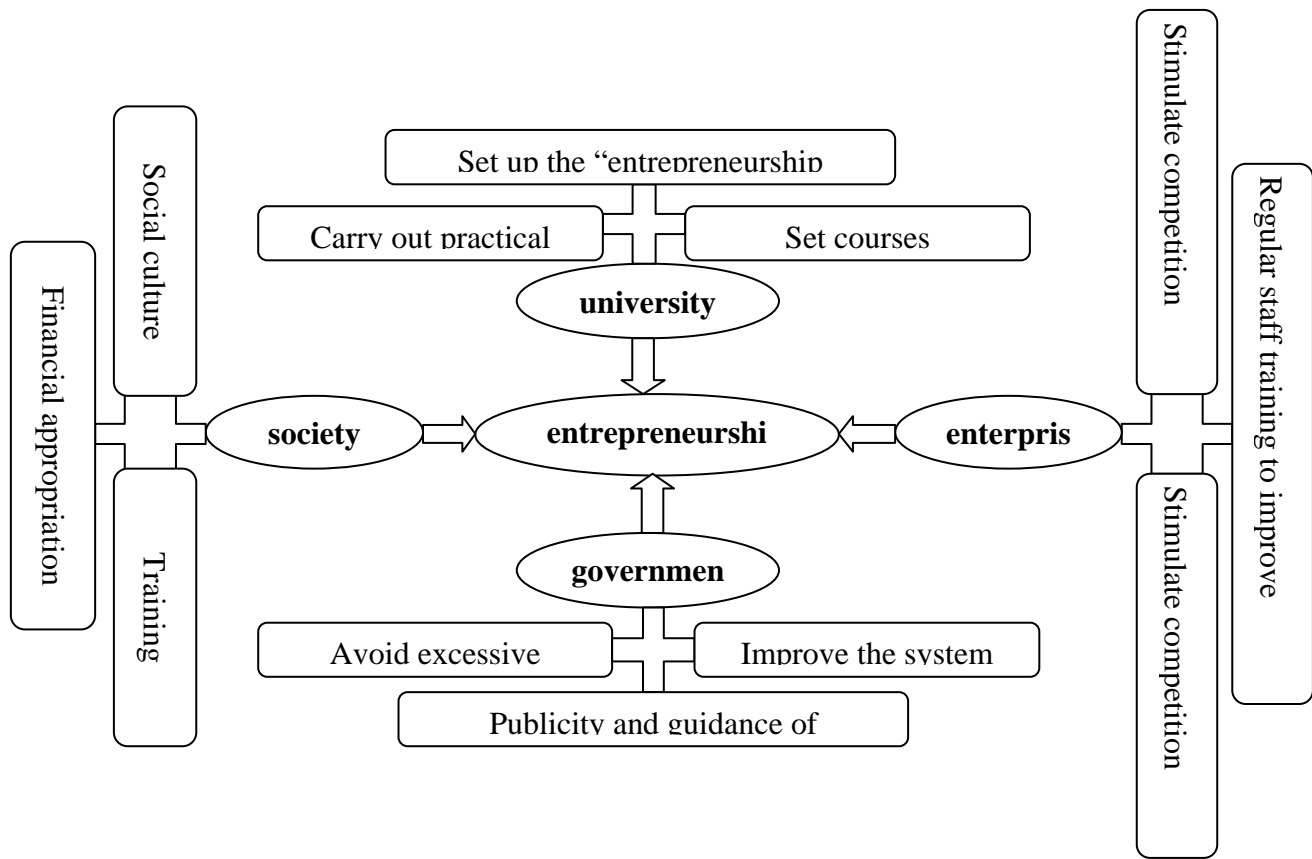 Set up the “entrepreneurship
Carry out practical
Set courses
university
Social culture
Financial appropriation
Training
society
entrepreneurshi
enterpris
Stimulate competition
Regular staff training to improve
Stimulate competition
governmen
Avoid excessive
Improve the system
Publicity and guidance of